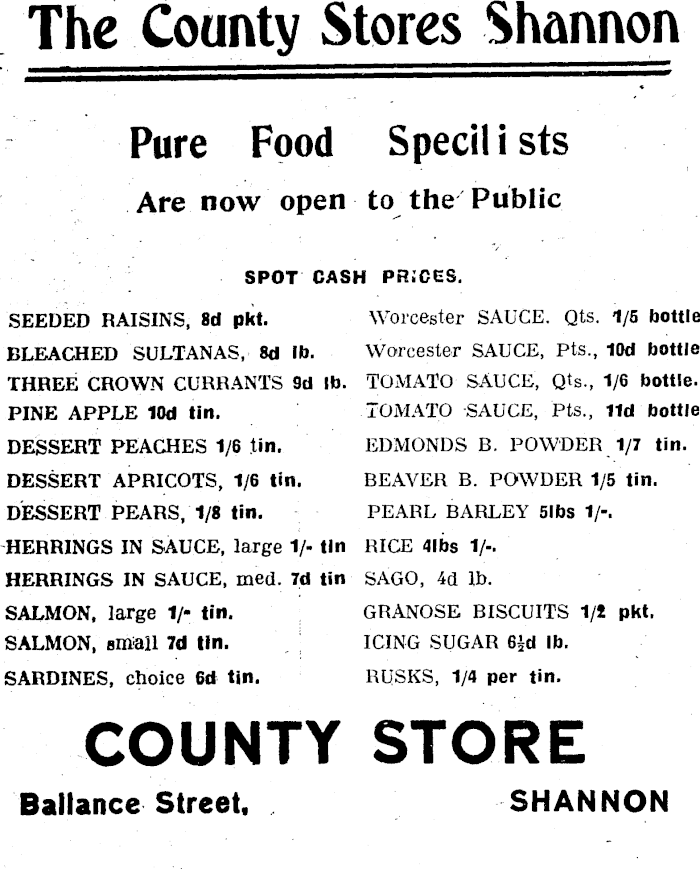 The County Stores Shannon
Pure Food Specilists
Are now open to the Public
SPOT CASH PRICES.
SEEDED RAISINS, 8d pkt.
BLEACHED SULTANAS, 8d lb.
THREE CROWN CURRANTS 9d lb.
PINE APPLE 10d tin.
DESSERT PEACHES 1/6 tin.
DESSERT APRICOTS, 1/6 tin.
DESSERT PEARS, 1/8 tin.
HERRINGS IN SAUCE, large 1/- tin
HERRINGS IN SAUCE, med. 7d tin
SALMON, large 1/- tin.
SALMON, small 7d tin.
SARDINES, choice 6d tin.
Worcester SAUCE. Qts. 1/5 bottle
Worcester SAUCE, Pts., 10d bottle
TOMATO SAUCE, Qts., 1/6 bottle.
TOMATO SAUCE, Pts., 11d bottle
EDMONDS B. POWDER 1/7 tin.
BEAVER B. POWDER 1/5 tin.
PEARL BARLEY 5lbs 1/-.
RICE 4lbs 1/-.
SAGO, 4d lb.
GRANOSE BISCUITS 1/2 pkt.
ICING SUGAR 6½d lb.
RUSKS, 1/4 per tin.
COUNTY STORE
Ballance Street,
SHANNON